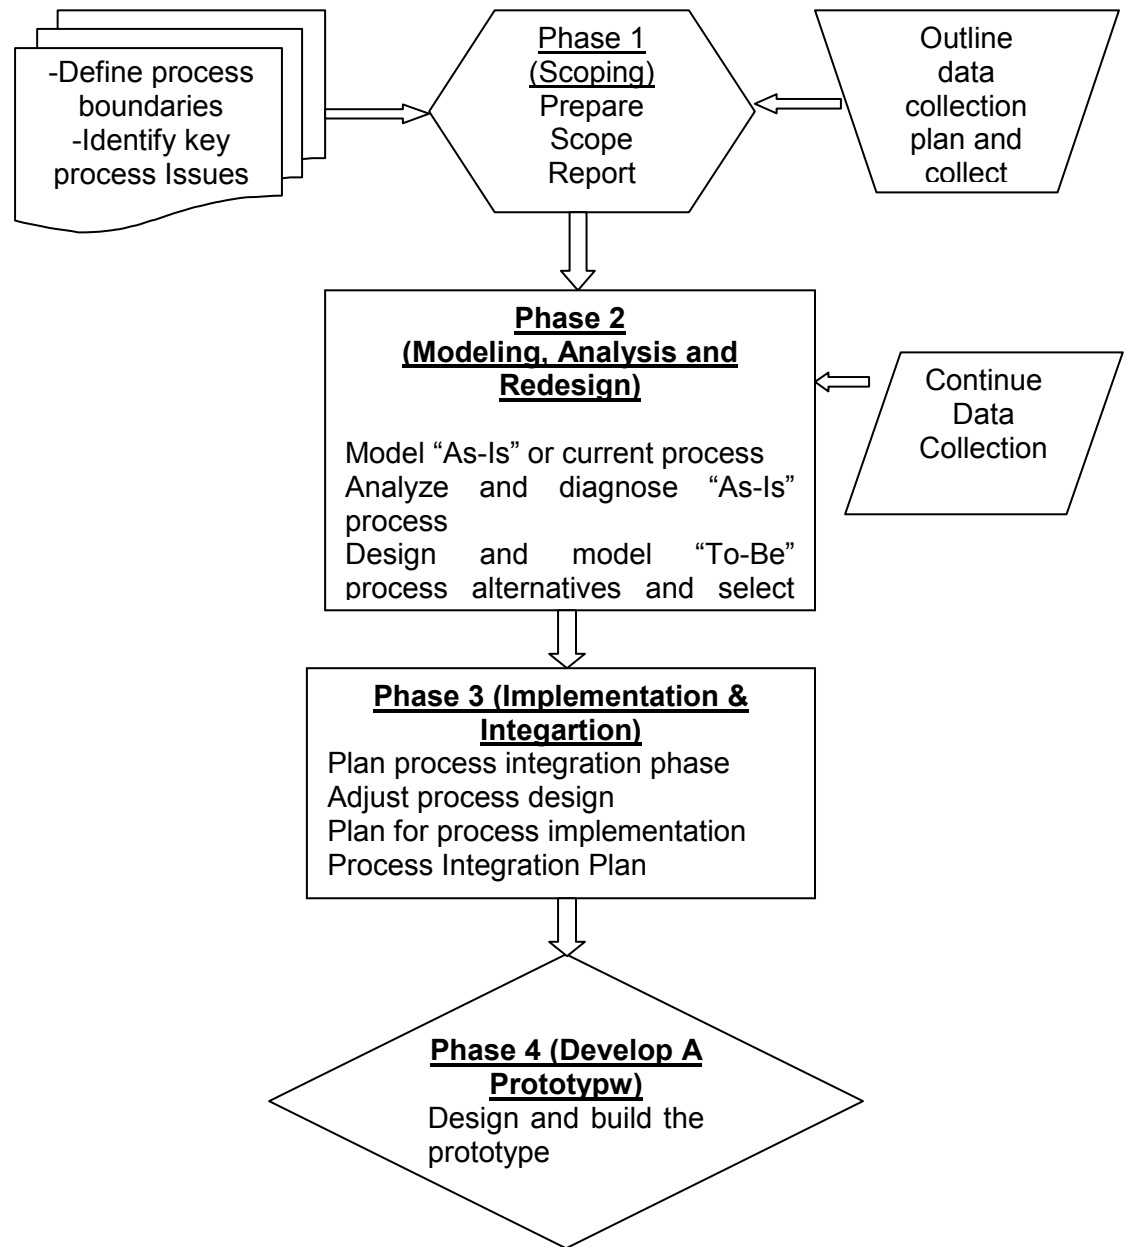 -Define process
boundaries
-Identify key
process Issues
Phase 1
(Scoping)
Prepare
Scope
Report
Outline
data
collection
plan and
collect
Phase 2
(Modeling, Analysis and
Redesign)
Model “As-Is” or current process
Analyze and diagnose “As-Is”
process
Design and model “To-Be”
process alternatives and select
Continue
Data
Collection
Phase 3 (Implementation &
Integartion)
Plan process integration phase
Adjust process design
Plan for process implementation
Process Integration Plan
Phase 4 (Develop A
Prototypw)
Design and build the
prototype